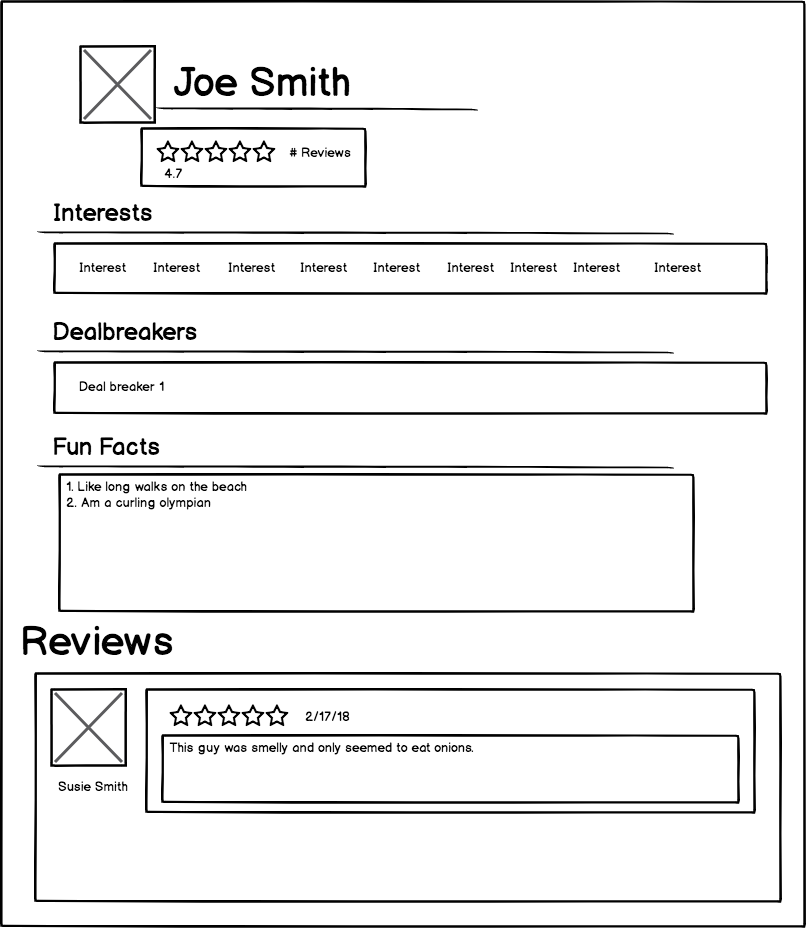 Joe Smith
# Reviews
4.7
Interests
Interest Interest Interest Interest Interest Interest Interest Interest Interest
Dealbreakers
Deal breaker 1
Fun Facts
1. Like long walks on the beach
2. Am a curling olympian
Reviews
2/17/18
This guy was smelly and only seemed to eat onions.
Susie Smith